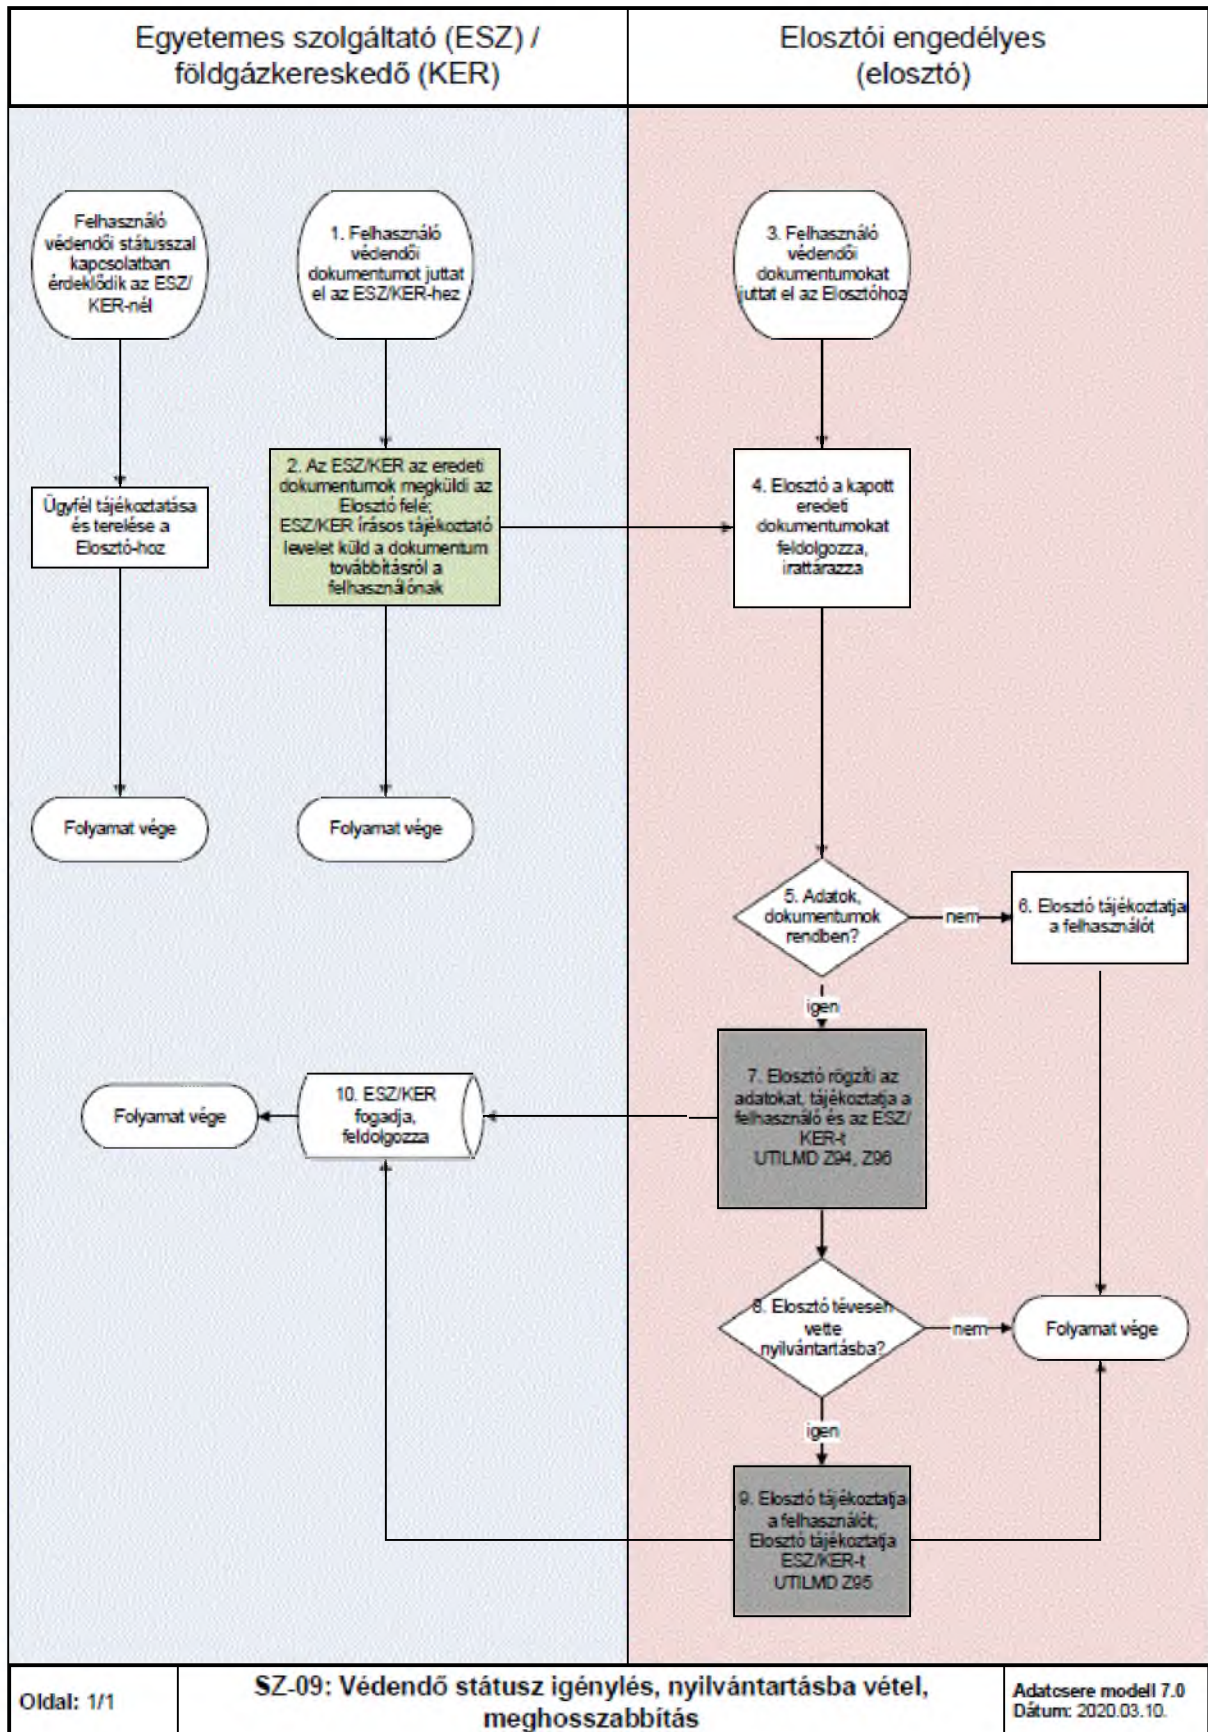 Egyetemes szolgáltató (ESZ) /
földgázkereskedő (KER)
Elosztói engedélyes
(elosztó)
Felhasználó
védendői státusszal
kapcsolatban
érdeklődik az ESZ/
KER-nél
1. Felhasználó
védendői
dokumentumot juttat
el az ESZ/KER-hez
3. Felhasználó
védendői
dokumentumokat
juttat el az Elosztóhoz
Ügyfél tájékoztatása
és terelése a
Elosztó-hoz
2. Az ESZ/KER az eredeti
dokumentumok megküldi az
Elosztó felé;
ESZ/KER írásos tájékoztató
levelet küld a dokumentum
továbbításról a
felhasználónak
4. Elosztó a kapott
eredeti
dokumentumokat
feldolgozza,
irattárazza
Folyamat vége
Folyamat vége
5. Adatok,
dokumentumok
rendben?
nem
6. Elosztó tájékoztatja
a felhasználót
igen
7. Elosztó rögzíti az
adatokat, tájékoztatja a
felhasználó és az ESZ/
KER-t
UTILMD Z94, Z96
10. ESZ/KER
fogadja,
feldolgozza
Folyamat vége
8. Elosztó tévesen
vette
nyilvántartásba?
nem
Folyamat vége
igen
9. Elosztó tájékoztatja
a felhasználót;
Elosztó tájékoztatja
ESZ/KER-t
UTILMD Z95
Oldal: 1/1
SZ-09: Védendő státusz igénylés, nyilvántartásba vétel,
meghosszabbítás
Adatcsere modell 7.0
Dátum: 2020.03.10.